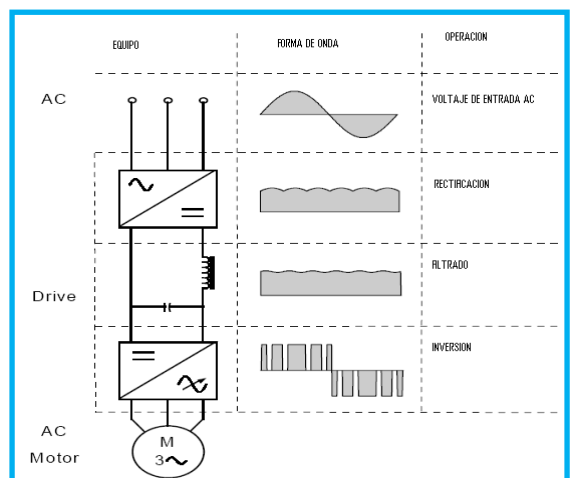 EQUIPO FORMA DE ONDA OPERACION
AC VOLTAJE DE ENTRADA AC
RECTIFICACION
FILTRADO
Drive
INVERSION
AC
Motor
M
3~